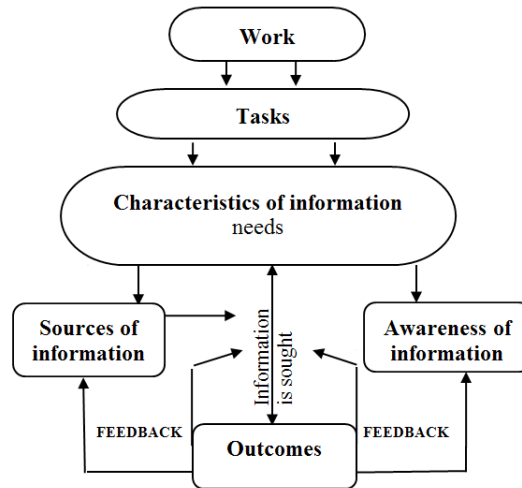 Work
Tasks
Characteristics of information
needs
Sources of
information
Information
is sought
Awareness of
information
FEEDBACK
Outcomes
FEEDBACK